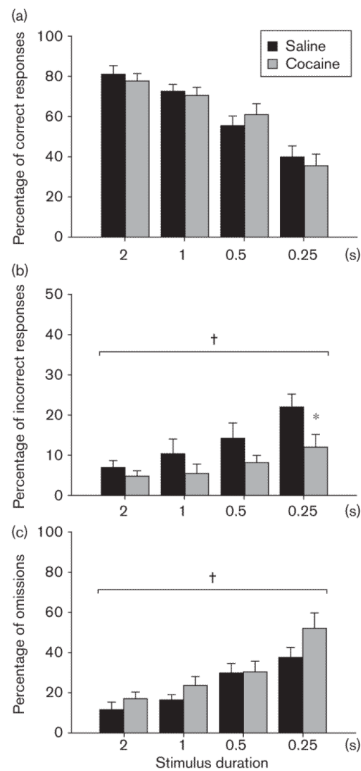 (a)
Percentage of correct responses
100
80
60
40
20
0
Saline
Cocaine
2 1 0.5 0.25 (s)
(b)
Percentage of incorrect responses
50
40
30
20
10
0
†
*
2 1 0.5 0.25 (s)
(c)
Percentage of omissions
100
80
60
40
20
0
†
2 1 0.5 0.25 (s)
Stimulus duration